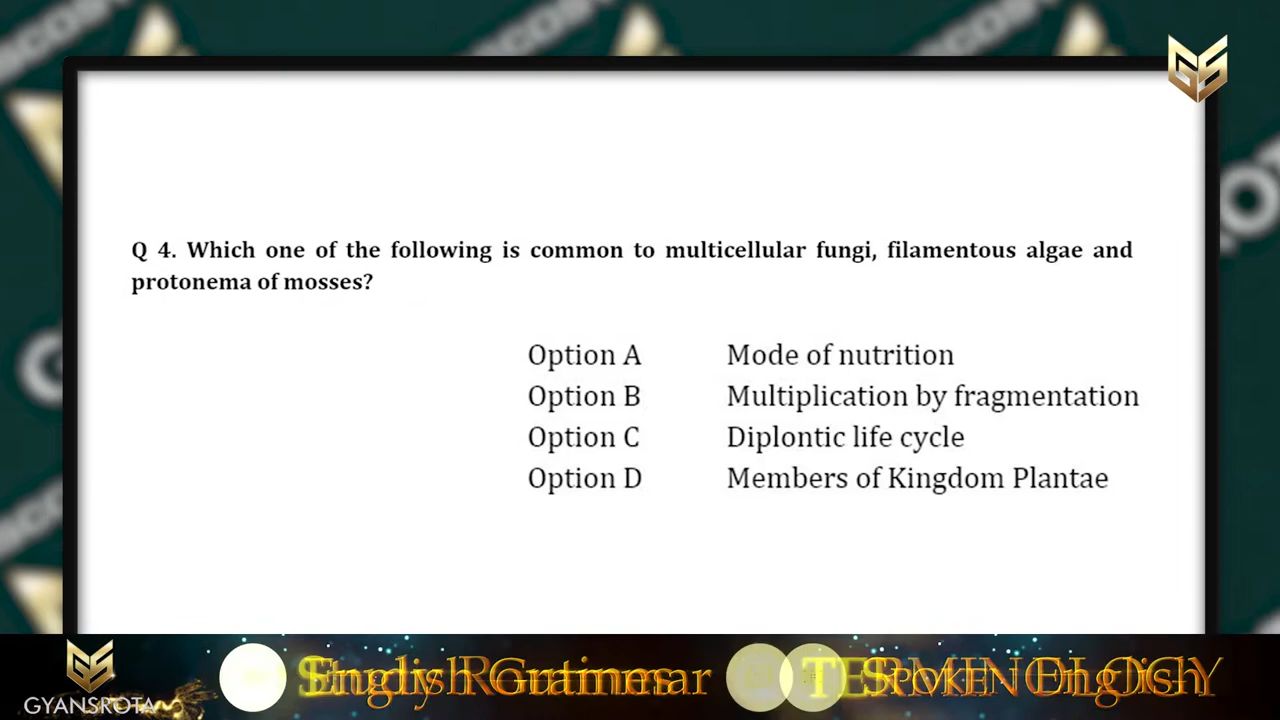 Q 4. Which one of the following is common to multicellular fungi, filamentous algae and
protonema of mosses?
Option A Mode of nutrition
Option B Multiplication by fragmentation
Option C Diplontic life cycle
Option D Members of Kingdom Plantae
GYANSROTA